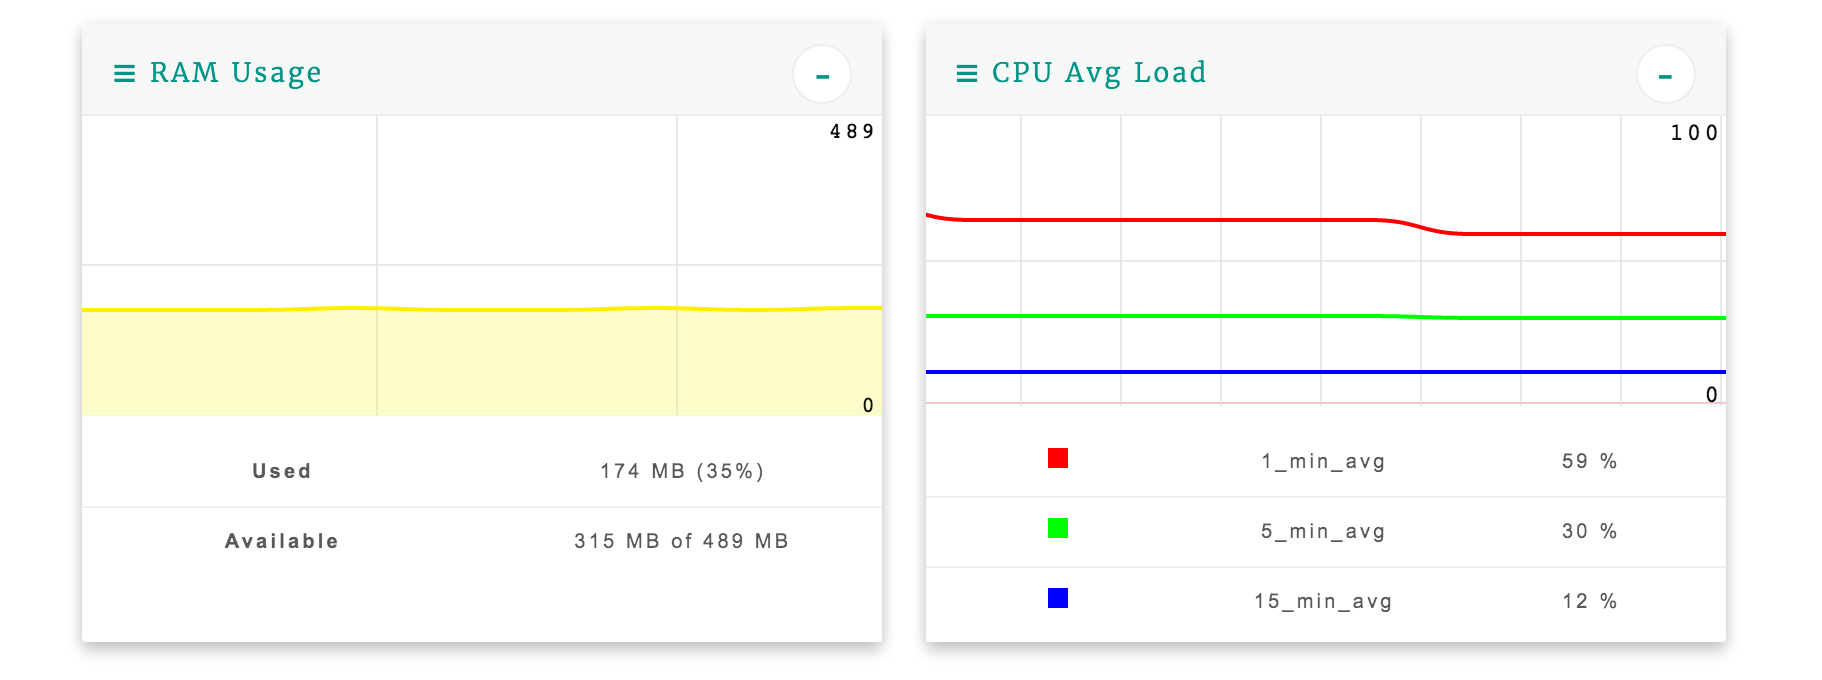 RAM Usage
-
489
0
Used 174 MB (35%)
Available 315 MB of 489 MB
CPU Avg Load
-
100
0
1_min_avg 59 %
5_min_avg 30 %
15_min_avg 12 %